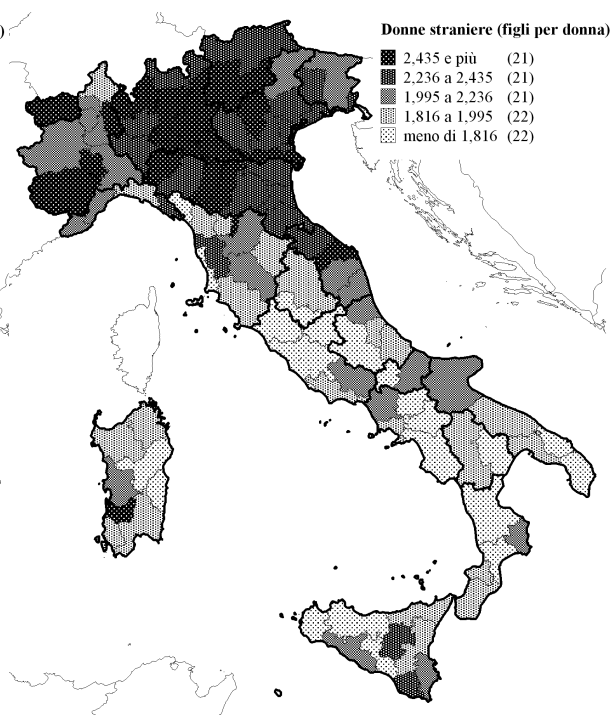 )
Donne straniere (figli per donna)
2,435 e più (21)
2,236 a 2,435 (21)
1,995 a 2,236 (21)
1,816 a 1,995 (22)
meno di 1,816 (22)